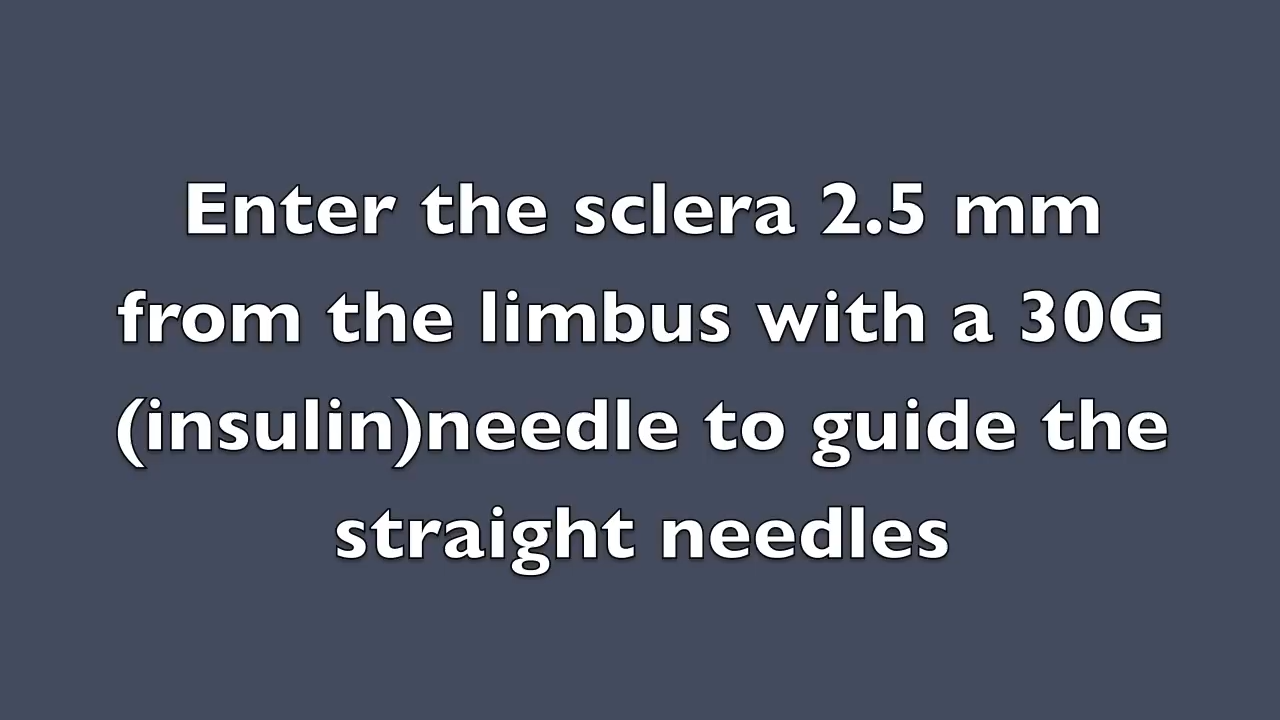 Enter the sclera 2.5 mm
from the limbus with a 30G
(insulin)needle to guide the
straight needles